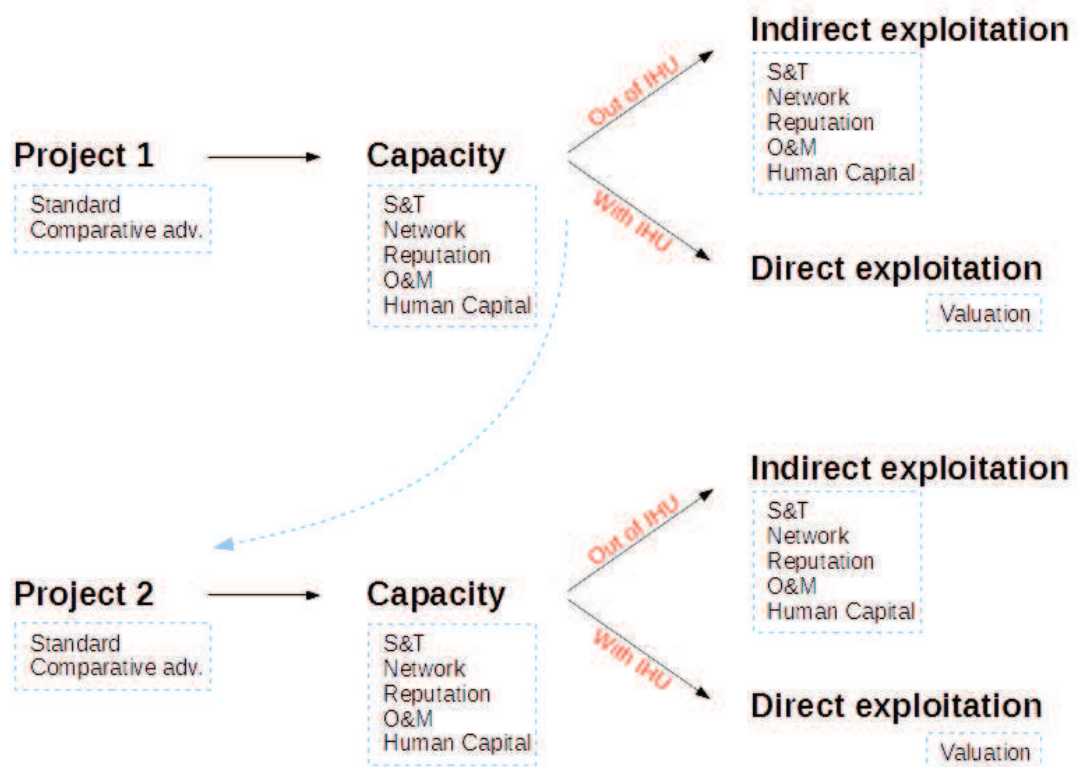 Indirect exploitation
S&T
Network
Reputation
O&M
Human Capital
Out of IHU
Project 1
Standard
Comparative adv.
Capacity
S&T
Network
Reputation
O&M
Human Capital
With IHU
Direct exploitation
Valuation
Indirect exploitation
S&T
Network
Reputation
O&M
Human Capital
Out of IHU
Project 2
Standard
Comparative adv.
Capacity
S&T
Network
Reputation
O&M
Human Capital
With IHU
Direct exploitation
Valuation